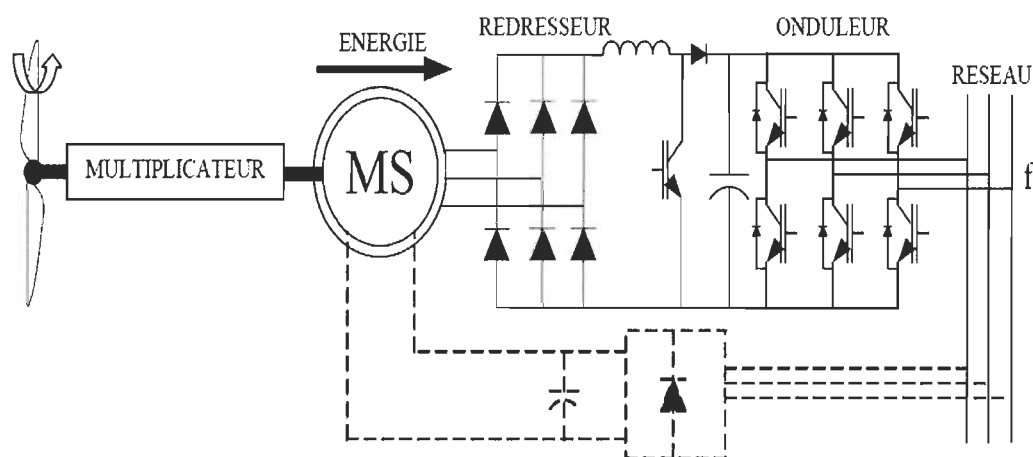 ENERGIE
REDRESSEUR
ONDULEUR
RESEAU
MULTIPLICATEUR
MS
f